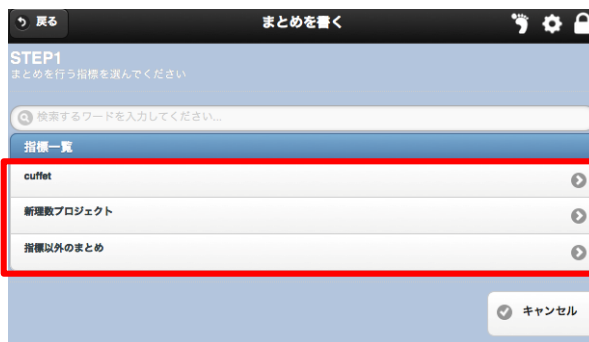 戻る
まとめを書く
STEP1
まとめを行う指標を選んでください
検索するワードを入力してください...
指標一覧
cuffet
新理数プロジェクト
指標以外のまとめ
キャンセル